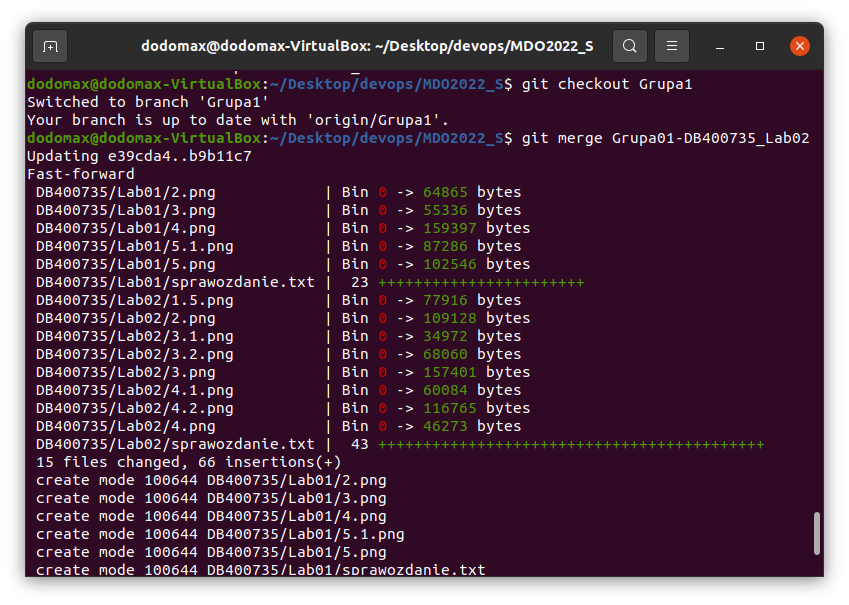 dodomax@dodomax-VirtualBox: ~/Desktop/devops/MDO2022_S
dodomax@dodomax-VirtualBox:~/Desktop/devops/MDO2022_S$ git checkout Grupa1
Switched to branch 'Grupa1'
Your branch is up to date with 'origin/Grupa1'.
dodomax@dodomax-VirtualBox:~/Desktop/devops/MDO2022_S$ git merge Grupa01-DB400735_Lab02
Updating e39cda4..b9b11c7
Fast-forward
 DB400735/Lab01/2.png            | Bin 0 -> 64865 bytes
 DB400735/Lab01/3.png            | Bin 0 -> 55336 bytes
 DB400735/Lab01/4.png            | Bin 0 -> 159397 bytes
 DB400735/Lab01/5.1.png          | Bin 0 -> 87286 bytes
 DB400735/Lab01/5.png            | Bin 0 -> 102546 bytes
 DB400735/Lab01/sprawozdanie.txt |  23 +++++++++++++++++++++++
 DB400735/Lab02/1.5.png          | Bin 0 -> 77916 bytes
 DB400735/Lab02/2.png            | Bin 0 -> 109128 bytes
 DB400735/Lab02/3.1.png          | Bin 0 -> 34972 bytes
 DB400735/Lab02/3.2.png          | Bin 0 -> 68060 bytes
 DB400735/Lab02/3.png            | Bin 0 -> 157401 bytes
 DB400735/Lab02/4.1.png          | Bin 0 -> 60084 bytes
 DB400735/Lab02/4.2.png          | Bin 0 -> 116765 bytes
 DB400735/Lab02/4.png            | Bin 0 -> 46273 bytes
 DB400735/Lab02/sprawozdanie.txt |  43 +++++++++++++++++++++++++++++++++++++++++++
 15 files changed, 66 insertions(+)
 create mode 100644 DB400735/Lab01/2.png
 create mode 100644 DB400735/Lab01/3.png
 create mode 100644 DB400735/Lab01/4.png
 create mode 100644 DB400735/Lab01/5.1.png
 create mode 100644 DB400735/Lab01/5.png
 create mode 100644 DB400735/Lab01/sprawozdanie.txt